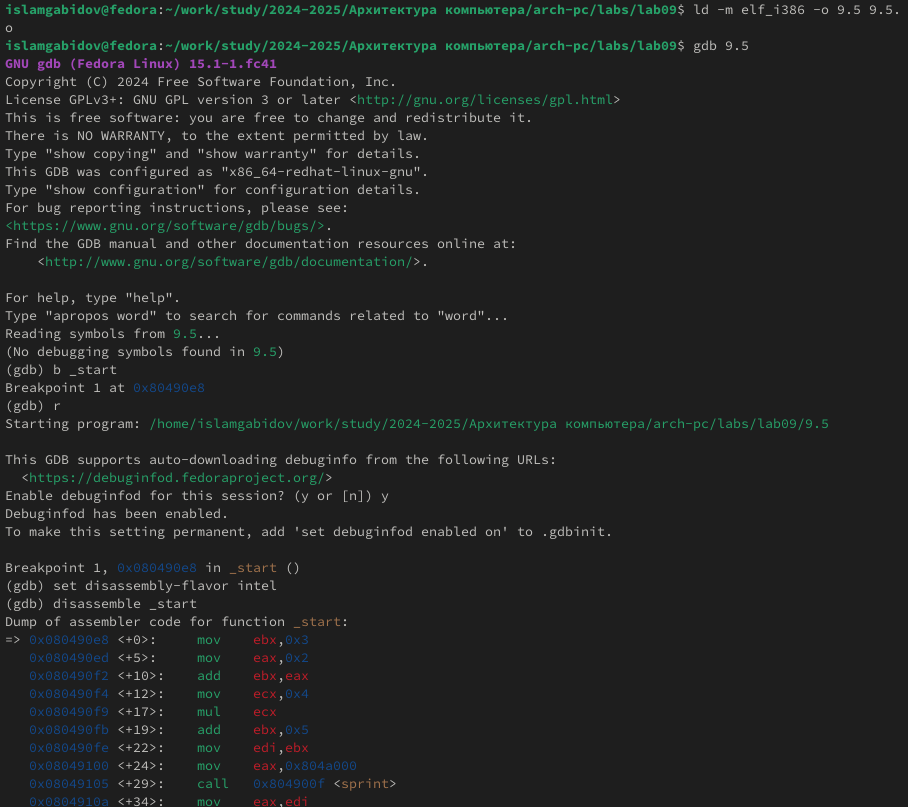 islamgabidov@fedora:~/work/study/2024-2025/Архитектура компьютера/arch-pc/labs/lab09$ ld -m elf_i386 -o 9.5 9.5.
o
islamgabidov@fedora:~/work/study/2024-2025/Архитектура компьютера/arch-pc/labs/lab09$ gdb 9.5
GNU gdb (Fedora Linux) 15.1-1.fc41
Copyright (C) 2024 Free Software Foundation, Inc.
License GPLv3+: GNU GPL version 3 or later <http://gnu.org/licenses/gpl.html>
This is free software: you are free to change and redistribute it.
There is NO WARRANTY, to the extent permitted by law.
Type "show copying" and "show warranty" for details.
This GDB was configured as "x86_64-redhat-linux-gnu".
Type "show configuration" for configuration details.
For bug reporting instructions, please see:
<https://www.gnu.org/software/gdb/bugs/>.
Find the GDB manual and other documentation resources online at:
    <http://www.gnu.org/software/gdb/documentation/>.

For help, type "help".
Type "apropos word" to search for commands related to "word"...
Reading symbols from 9.5...
(No debugging symbols found in 9.5)
(gdb) b _start
Breakpoint 1 at 0x80490e8
(gdb) r
Starting program: /home/islamgabidov/work/study/2024-2025/Архитектура компьютера/arch-pc/labs/lab09/9.5

This GDB supports auto-downloading debuginfo from the following URLs:
  <https://debuginfod.fedoraproject.org/>
Enable debuginfod for this session? (y or [n]) y
Debuginfod has been enabled.
To make this setting permanent, add 'set debuginfod enabled on' to .gdbinit.

Breakpoint 1, 0x080490e8 in _start ()
(gdb) set disassembly-flavor intel
(gdb) disassemble _start
Dump of assembler code for function _start:
=> 0x080490e8 <+0>:     mov    ebx,0x3
   0x080490ed <+5>:     mov    eax,0x2
   0x080490f2 <+10>:    add    ebx,eax
   0x080490f4 <+12>:    mov    ecx,0x4
   0x080490f9 <+17>:    mul    ecx
   0x080490fb <+19>:    add    ebx,0x5
   0x080490fe <+22>:    mov    edi,ebx
   0x08049100 <+24>:    mov    eax,0x804a000
   0x08049105 <+29>:    call   0x804900f <sprint>
   0x0804910a <+34>:    mov    eax,edi